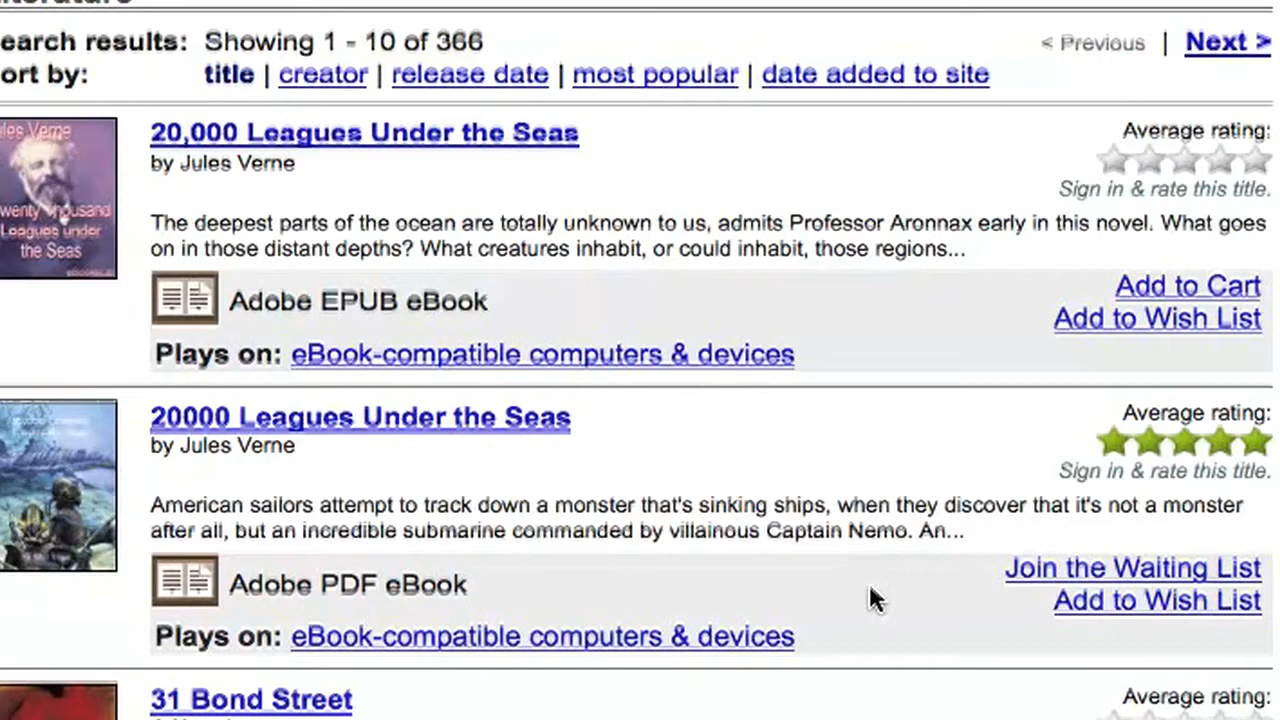 earch results: Showing 1 - 10 of 366 < Previous | Next >
ort by: title | creator | release date | most popular | date added to site
20,000 Leagues Under the Seas
Average rating:
by Jules Verne
Sign in & rate this title.
The deepest parts of the ocean are totally unknown to us, admits Professor Aronnax early in this novel. What goes
on in those distant depths? What creatures inhabit, or could inhabit, those regions...
ules Verne
wenty Thousand
Leagues under
the Seas
Adobe EPUB eBook
Add to Cart
Add to Wish List
Plays on: eBook-compatible computers & devices
20000 Leagues Under the Seas
Average rating:
by Jules Verne
Sign in & rate this title.
American sailors attempt to track down a monster that's sinking ships, when they discover that it's not a monster
after all, but an incredible submarine commanded by villainous Captain Nemo. An...
Adobe PDF eBook
Join the Waiting List
Add to Wish List
Plays on: eBook-compatible computers & devices
31 Bond Street
Average rating: